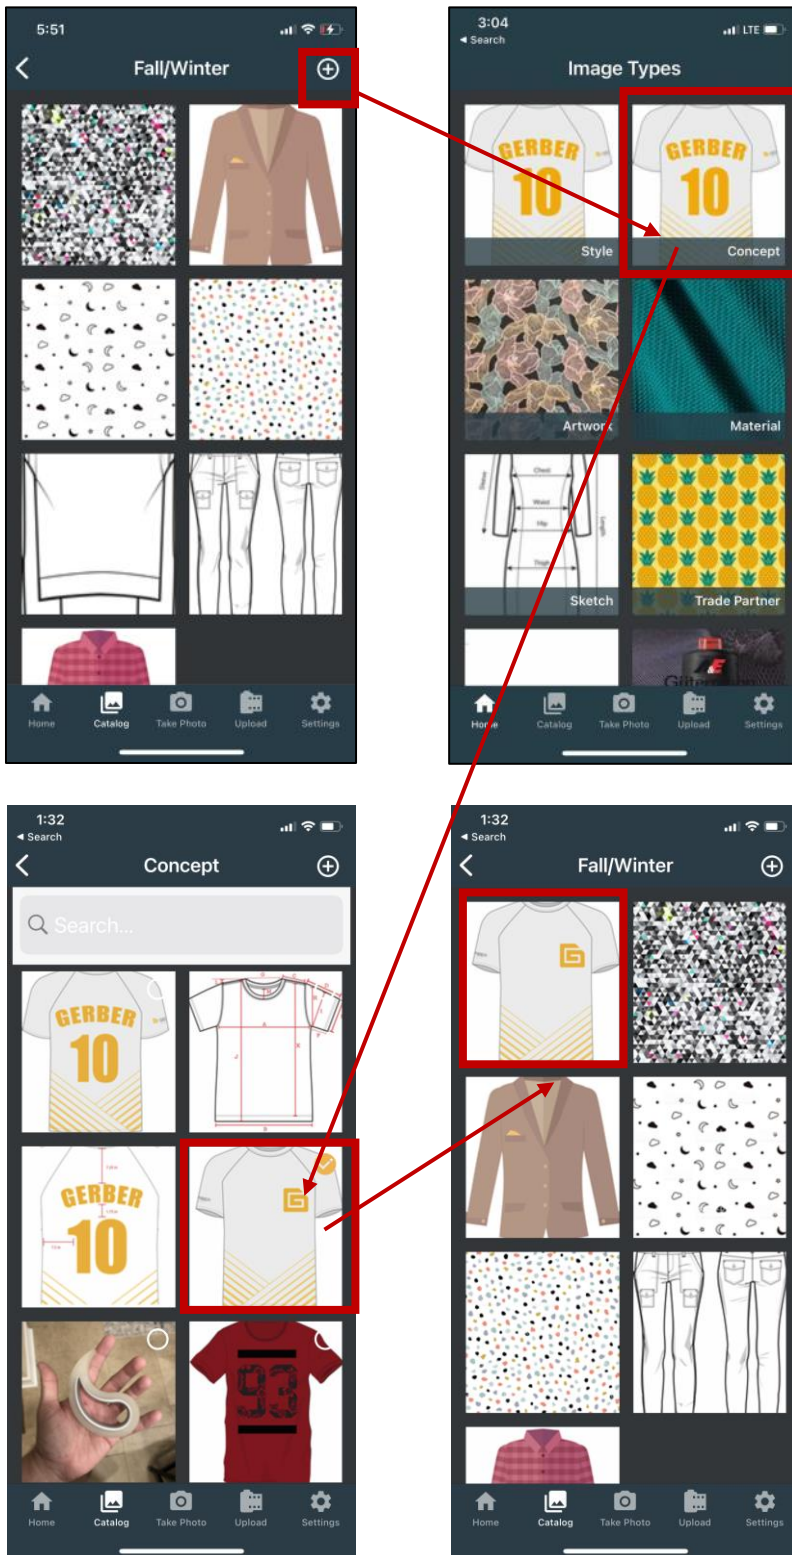 5:51
Fall/Winter
Home
Catalog
Take Photo
Upload
Settings
3:04
◄ Search
LTE
Image Types
GERBER
10
Style
GERBER
10
Concept
Artwork
Material
Sleeve
Chest
Waist
Hip
Thigh
Length
Sketch
Trade Partner
Home
Catalog
Take Photo
Upload
Settings
1:32
◄ Search
Concept
Search...
GERBER
10
GERBER
10
93
Home
Catalog
Take Photo
Upload
Settings
1:32
◄ Search
Fall/Winter
Home
Catalog
Take Photo
Upload
Settings